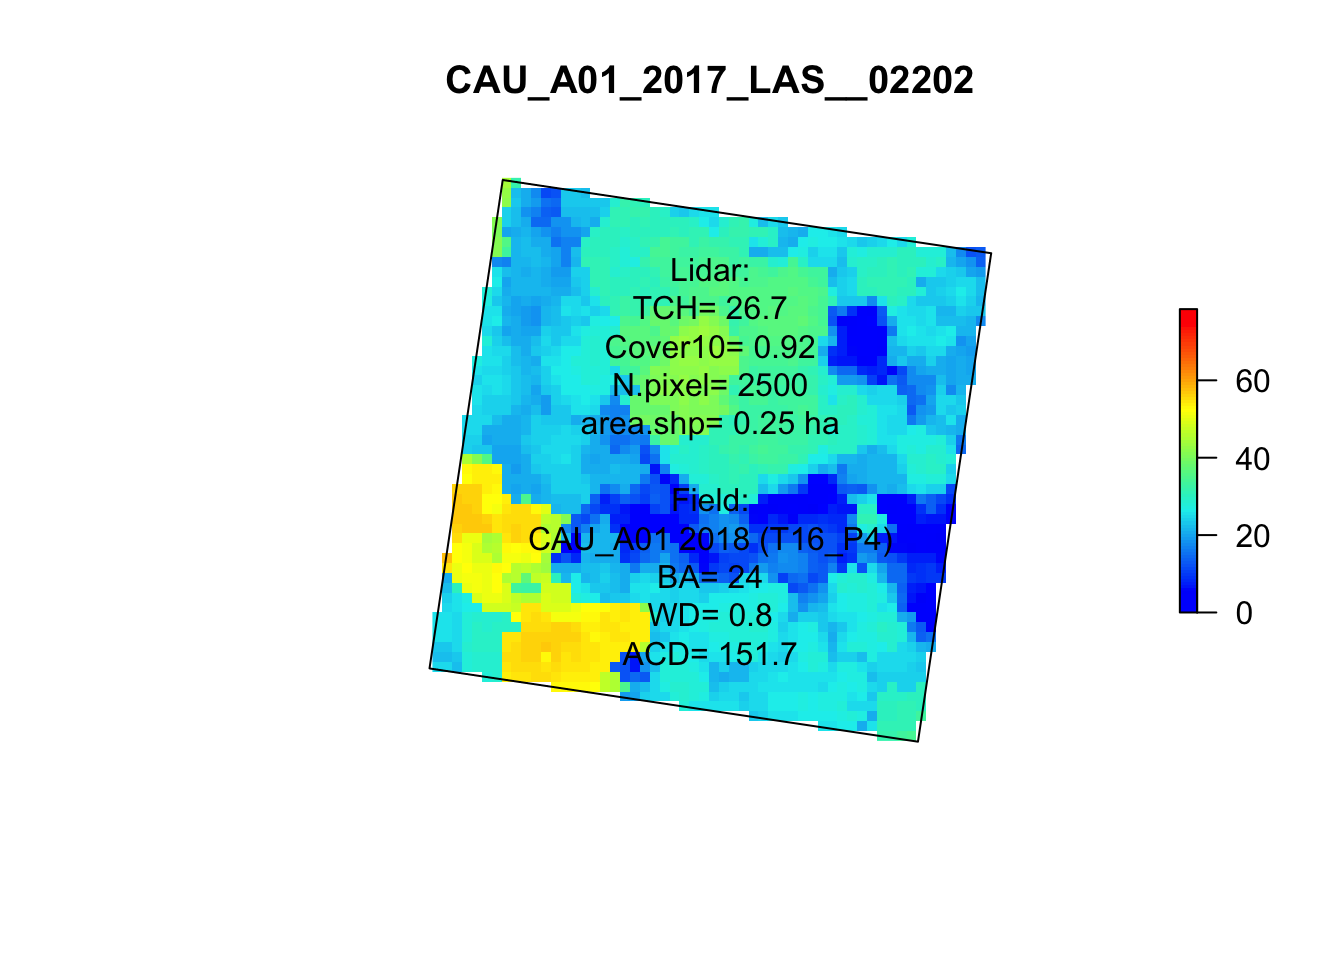 CAU_A01_2017_LAS__02202
Lidar:
TCH= 26.7
Cover10= 0.92
N.pixel= 2500
area.shp= 0.25 ha
Field:
CAU_A01 2018 (T16_P4)
BA= 24
WD= 0.8
ACD= 151.7
60
40
20
0